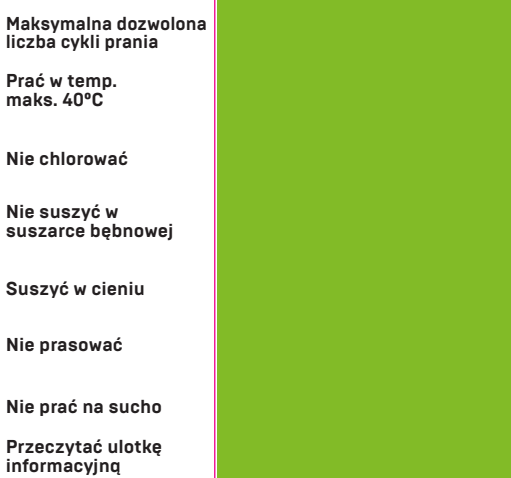 Maksymalna dozwolona
liczba cykli prania
Prać w temp.
maks. 40ºC
Nie chlorować
Nie suszyć w
suszarce bębnowej
Suszyć w cieniu
Nie prasować
Nie prać na sucho
Przeczytać ulotkę
informacyjną